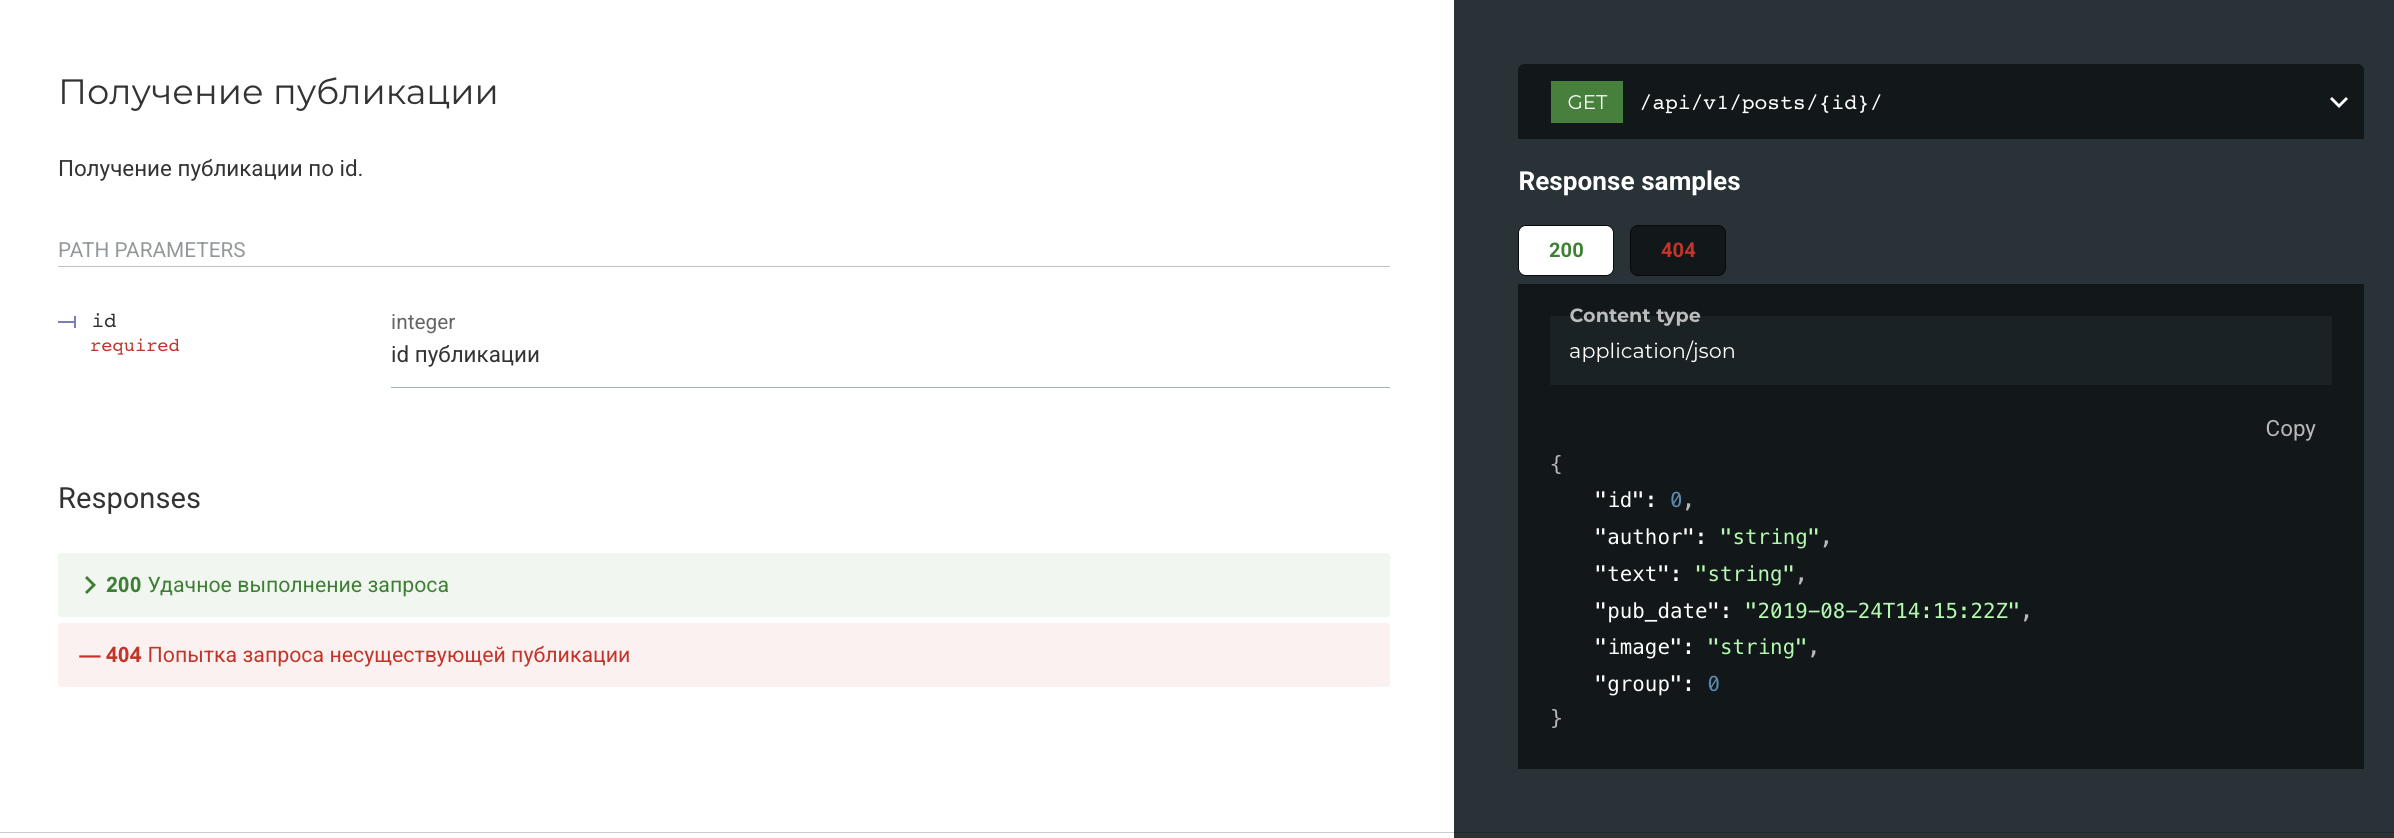 Получение публикации
Получение публикации по id.
PATH PARAMETERS
id
required
integer
id публикации
Responses
200 Удачное выполнение запроса
404 Попытка запроса несуществующей публикации
GET /api/v1/posts/{id}/
Response samples
200 404
Content type
application/json
Copy
{
"id": 0,
"author": "string",
"text": "string",
"pub_date": "2019-08-24T14:15:22Z",
"image": "string",
"group": 0
}